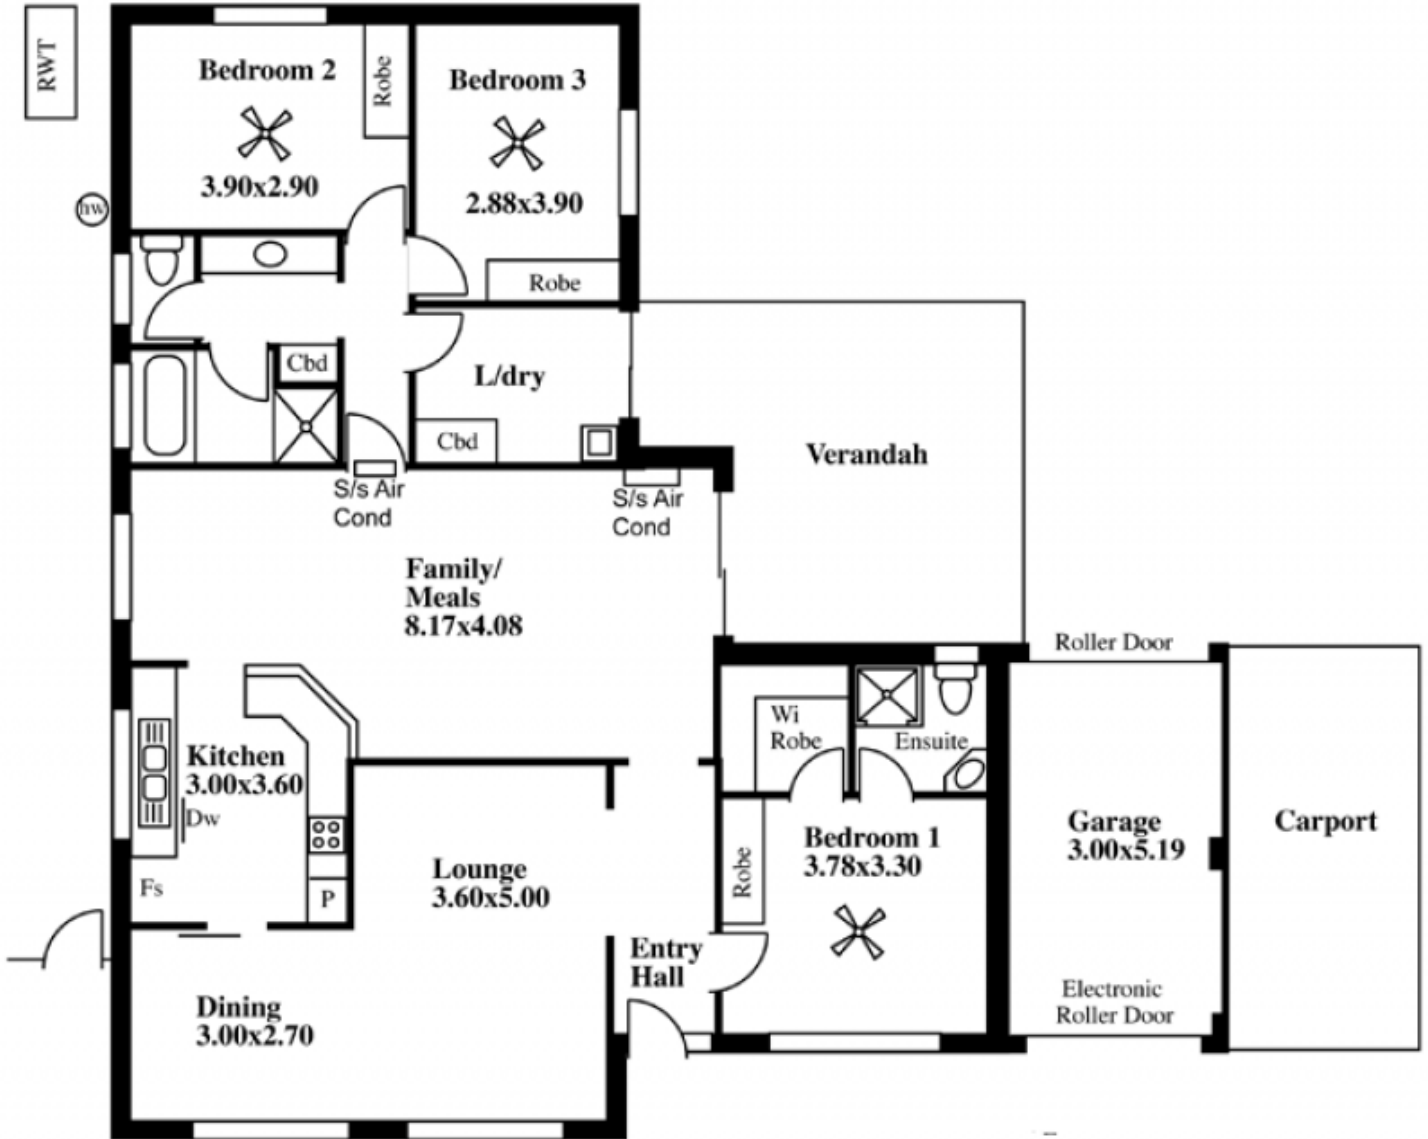 RWT
Bedroom 2
3.90x2.90
Robe
Bedroom 3
2.88x3.90
Robe
hw
Cbd
L/dry
Cbd
S/s Air
Cond
S/s Air
Cond
Verandah
Family/
Meals
8.17x4.08
Roller Door
Kitchen
3.00x3.60
Dw
Fs
P
Wi
Robe
Ensuite
Lounge
3.60x5.00
Robe
Bedroom 1
3.78x3.30
Garage
3.00x5.19
Carport
Entry
Hall
Electronic
Roller Door
Dining
3.00x2.70